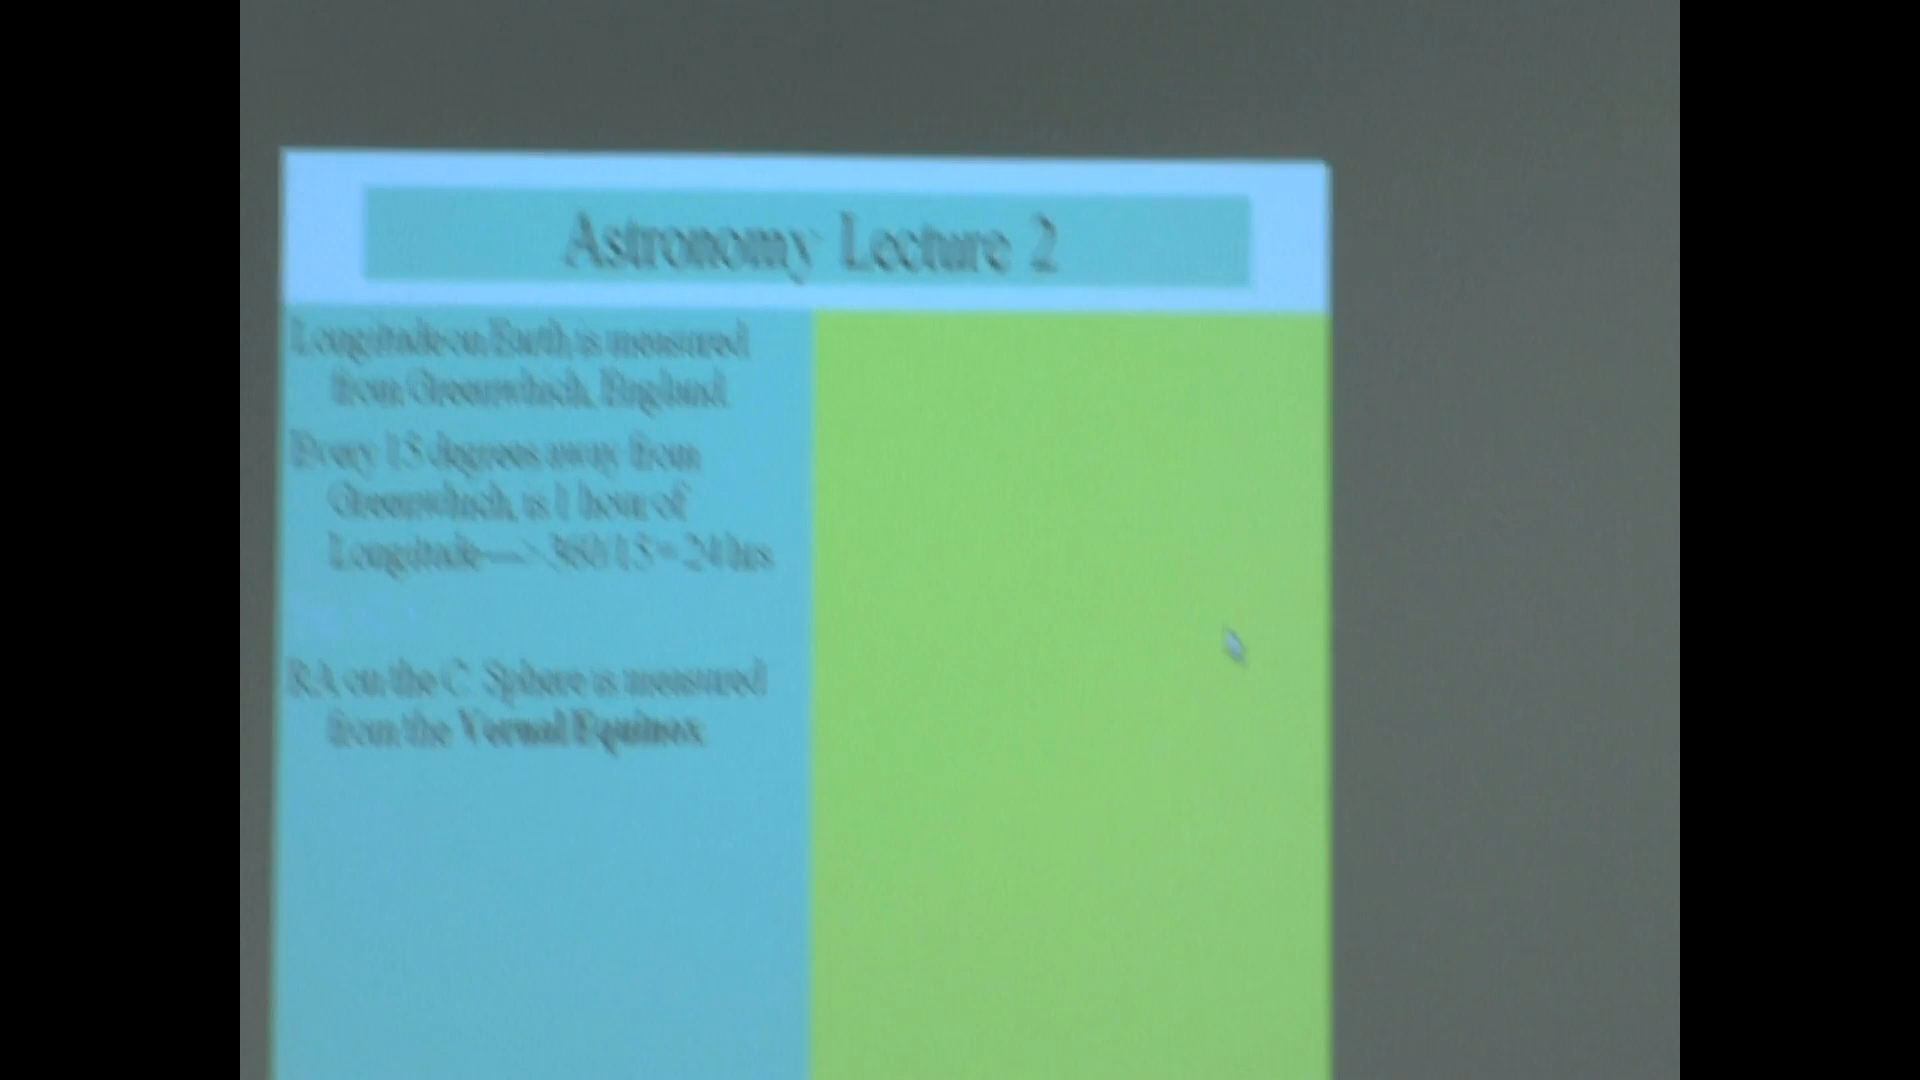 Astronomy Lecture 2
Longitude on Earth is measured
from Greenwhich, England
Every 15 degrees away from
Greenwhich, is 1 hour of
Longitude---> 360/15 = 24 hrs
RA on the C. Sphere is measured
from the Vernal Equinox